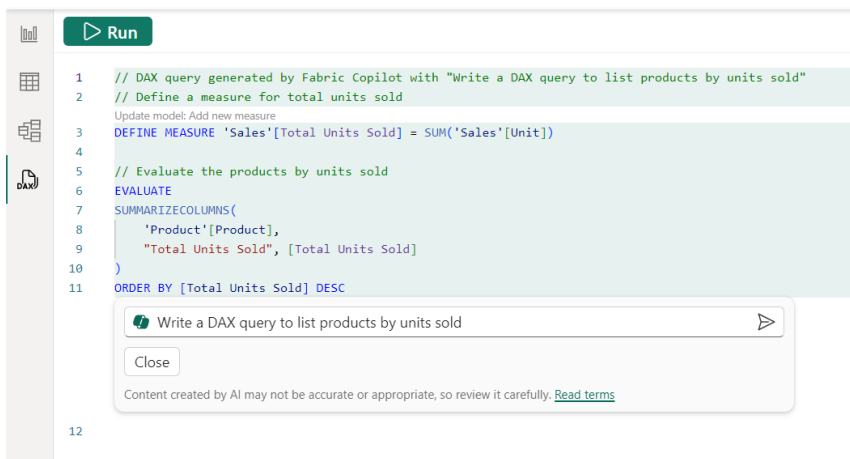 Run
1 // DAX query generated by Fabric Copilot with "Write a DAX query to list products by units sold"
2 // Define a measure for total units sold
Update model: Add new measure
3 DEFINE MEASURE 'Sales'[Total Units Sold] = SUM('Sales'[Unit])
4
5 // Evaluate the products by units sold
6 EVALUATE
7 SUMMARIZECOLUMNS(
8 'Product'[Product],
9 "Total Units Sold", [Total Units Sold]
10 )
11 ORDER BY [Total Units Sold] DESC
Write a DAX query to list products by units sold
Close
Content created by AI may not be accurate or appropriate, so review it carefully. Read terms
12
DAX